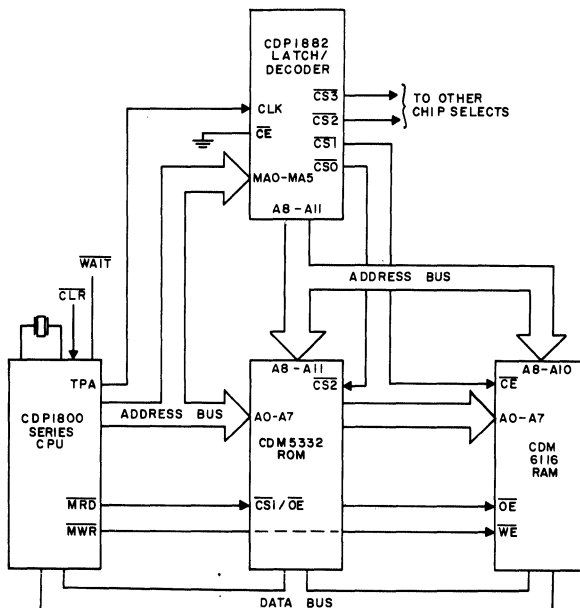 CDP1882
LATCH/
DECODER
CLK
CE
MA0-MA5
A8-A11
CS3
CS2
CS1
CS0
TO OTHER
CHIP SELECTS
WAIT
CLR
ADDRESS BUS
TPA
CDP1800
SERIES
CPU
MRD
MWR
ADDRESS BUS
A8-A11
CS2
A0-A7
CDM5332
ROM
CS1/OE
A8-A10
CE
A0-A7
CDM
6116
RAM
OE
WE
DATA BUS